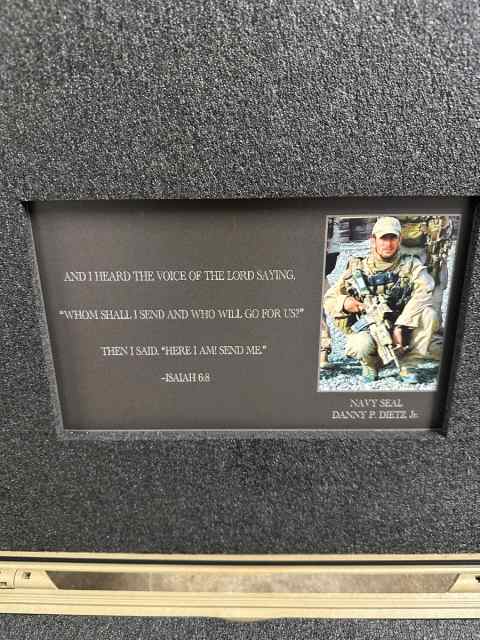 AND I HEARD THE VOICE OF THE LORD SAYING,
"WHOM SHALL I SEND AND WHO WILL GO FOR US?"
THEN I SAID, "HERE I AM! SEND ME."
-ISAIAH 6:8
NAVY SEAL
DANNY P. DIETZ Jr.